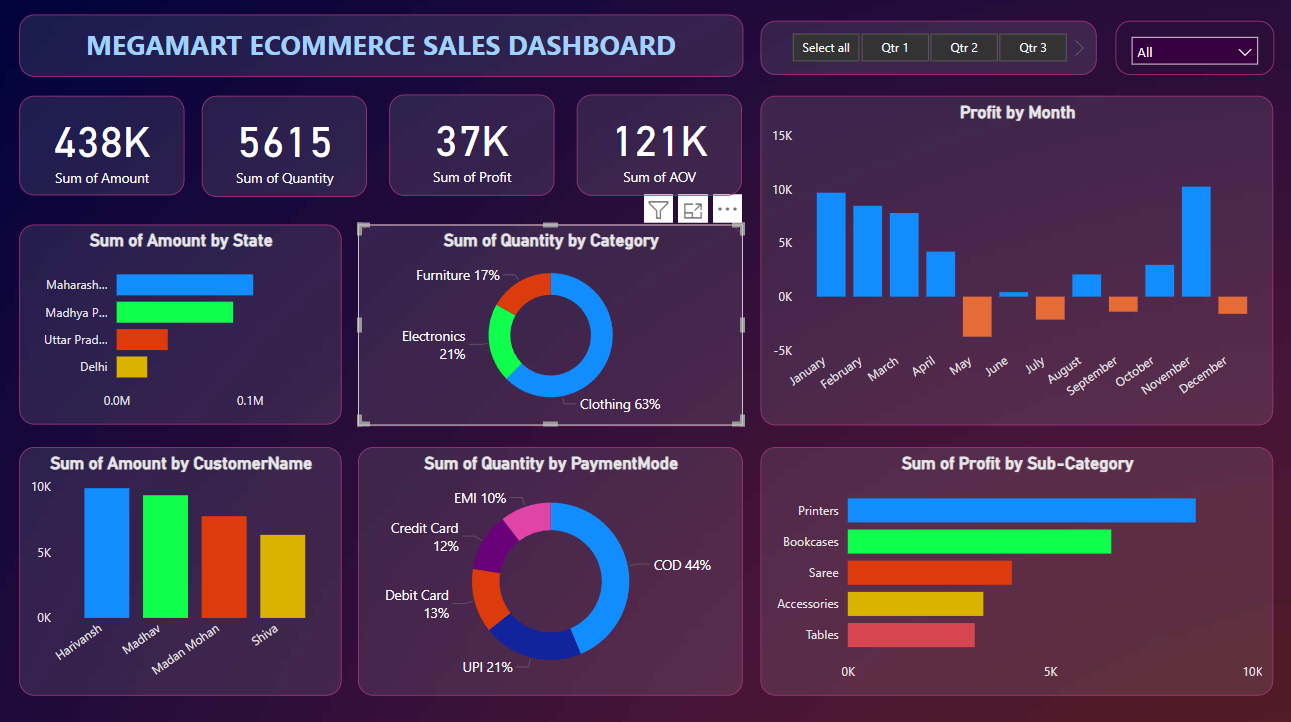 MEGAMART ECOMMERCE SALES DASHBOARD
Select all
Qtr 1
Qtr 2
Qtr 3
All
438K
Sum of Amount
5615
Sum of Quantity
37K
Sum of Profit
121K
Sum of AOV
Profit by Month
15K
10K
5K
0K
-5K
January
February
March
April
May
June
July
August
September
October
November
December
Sum of Amount by State
Maharash...
Madhya P...
Uttar Prad...
Delhi
0.0M
0.1M
Sum of Quantity by Category
Furniture 17%
Electronics
21%
Clothing 63%
Sum of Amount by CustomerName
10K
5K
0K
Harivansh
Madhav
Madan Mohan
Shiva
Sum of Quantity by PaymentMode
EMI 10%
Credit Card
12%
Debit Card
13%
UPI 21%
COD 44%
Sum of Profit by Sub-Category
Printers
Bookcases
Saree
Accessories
Tables
0K
5K
10K